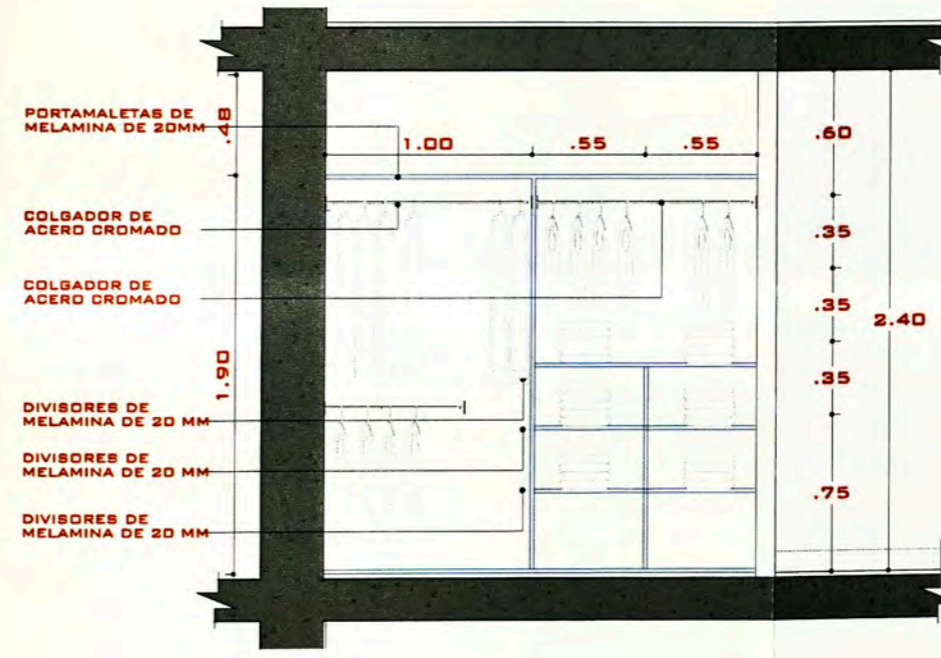 PORTAMALETAS DE
MELAMINA DE 20MM
.48
1.00
.55
.55
.60
COLGADOR DE
ACERO CROMADO
.35
COLGADOR DE
ACERO CROMADO
.35
2.40
1.90
.35
DIVISORES DE
MELAMINA DE 20 MM
DIVISORES DE
MELAMINA DE 20 MM
.75
DIVISORES DE
MELAMINA DE 20 MM